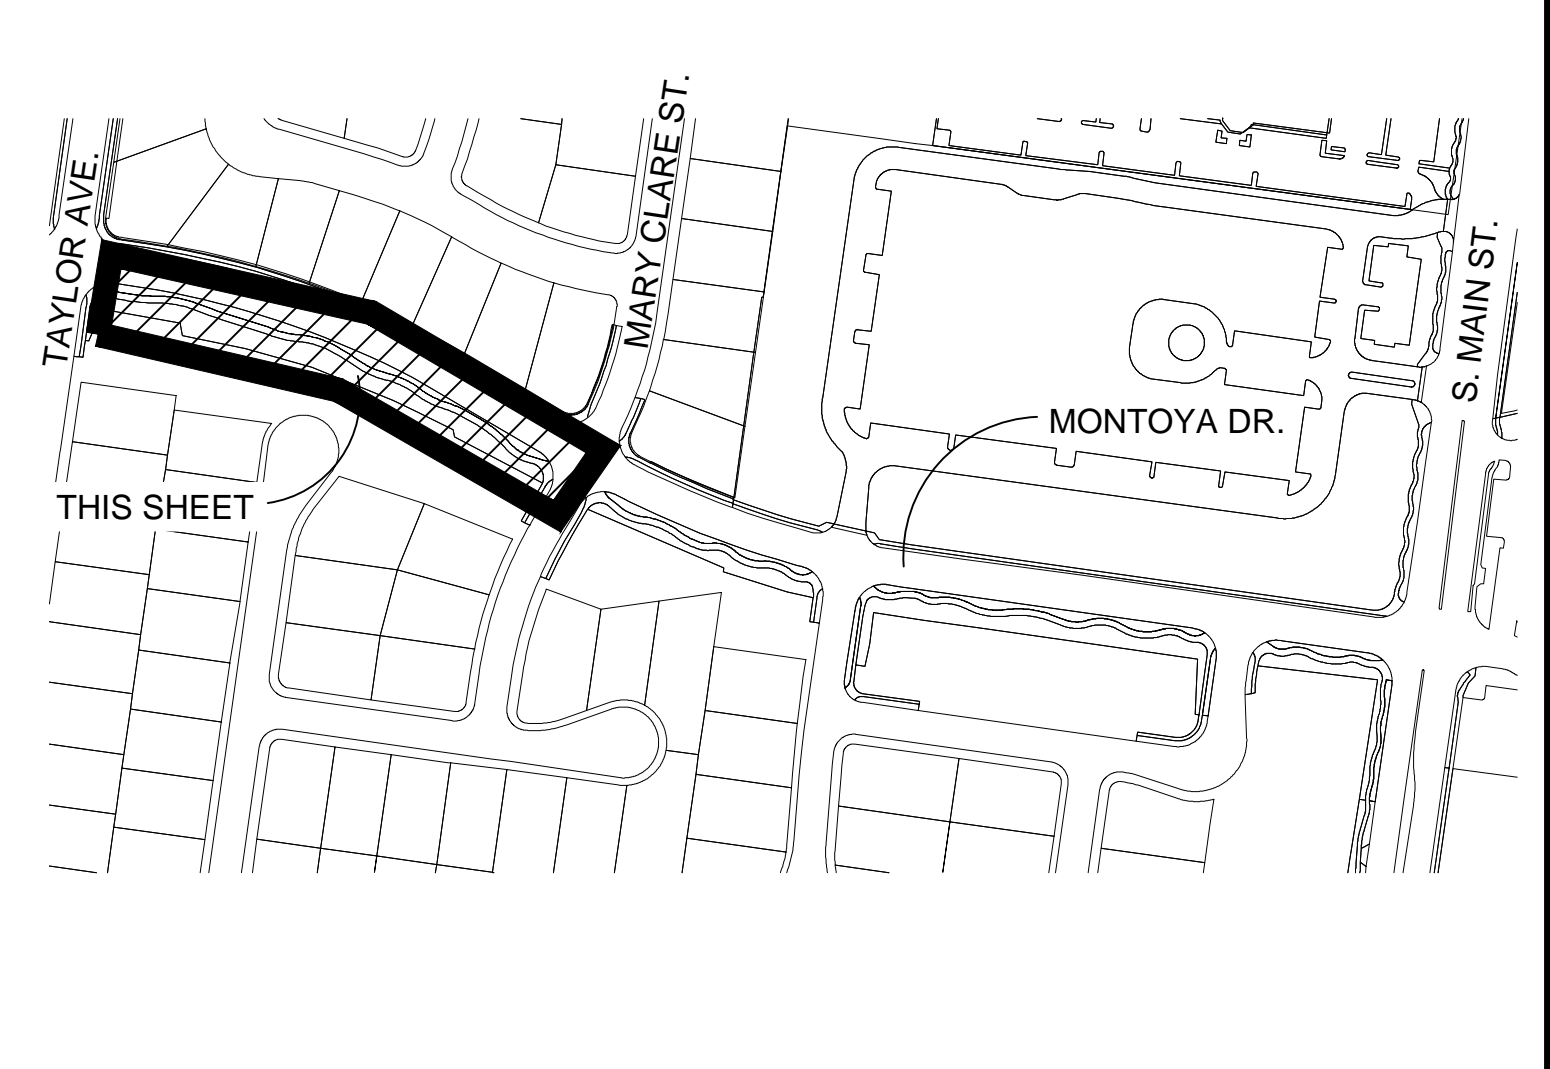 TAYLOR AVE.
MARY CLARE ST.
S. MAIN ST.
MONTOYA DR.
THIS SHEET